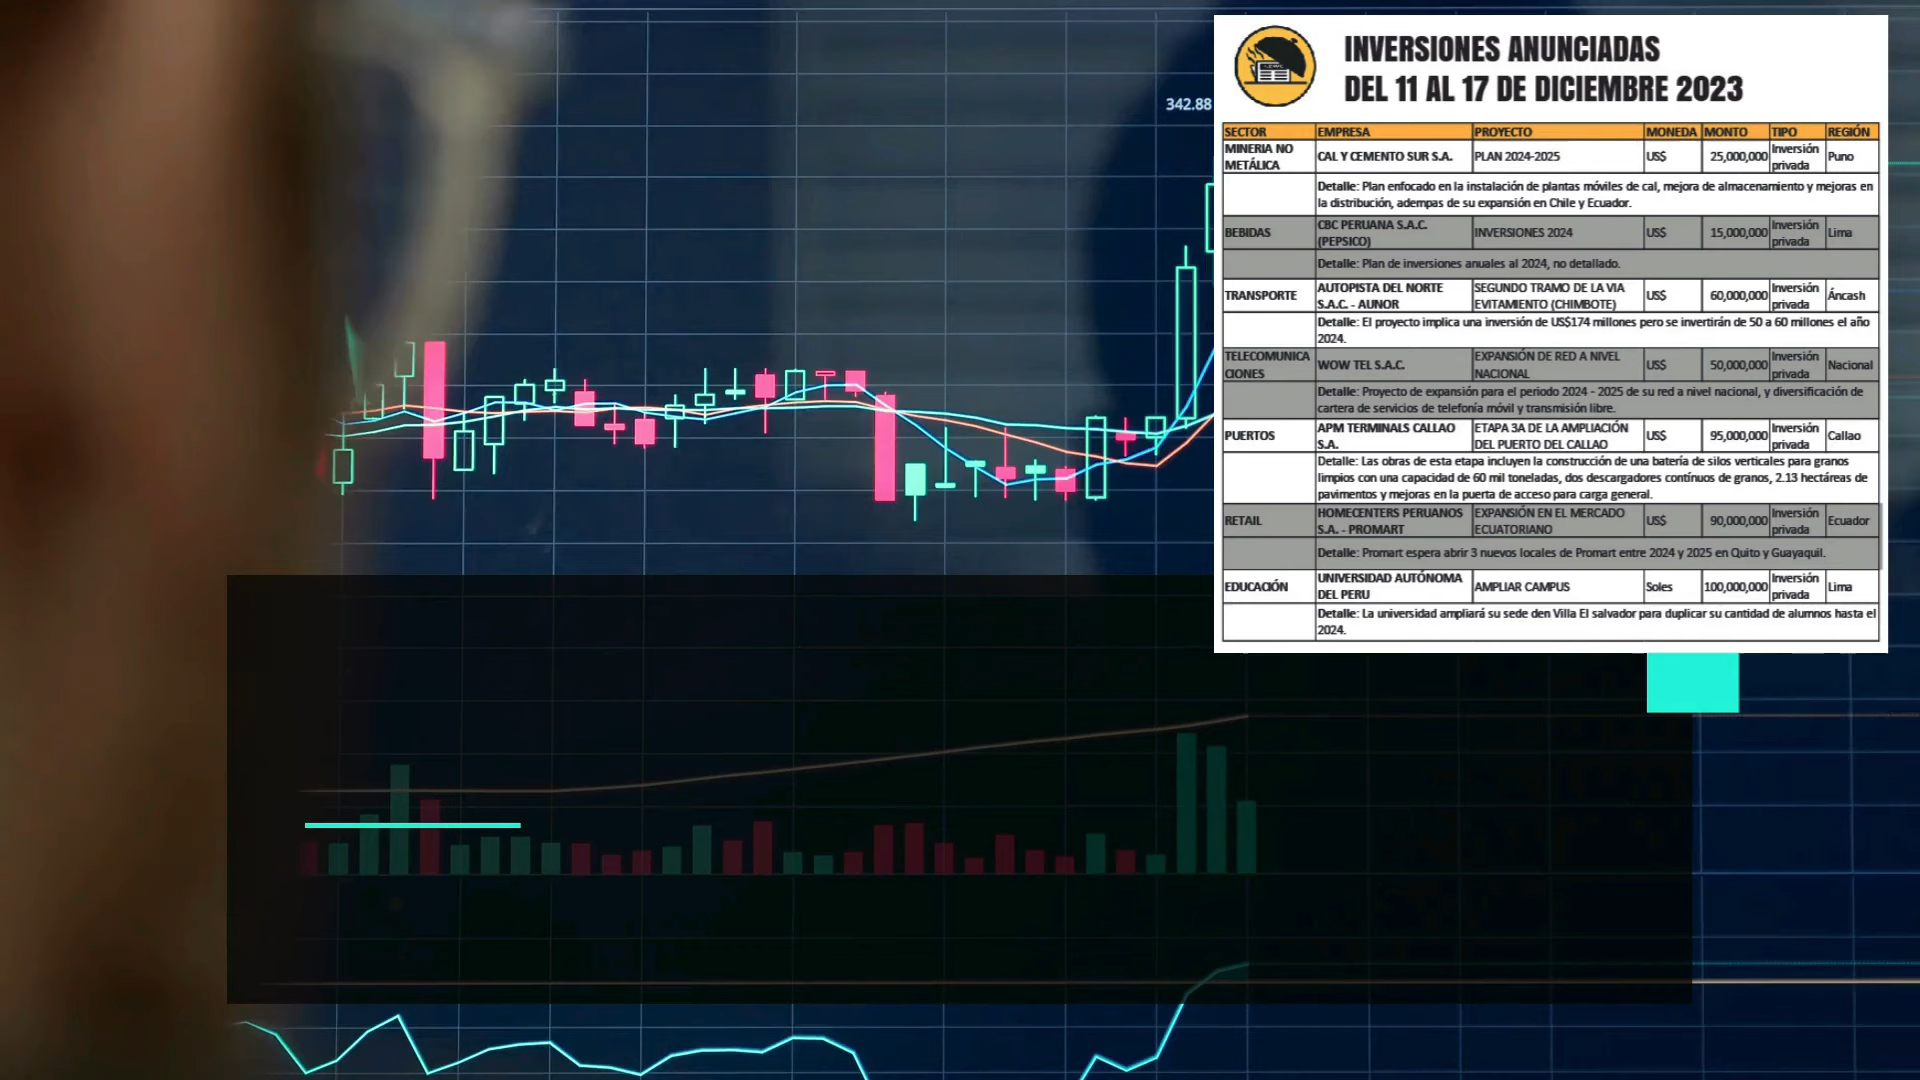 342.88
INVERSIONES ANUNCIADAS
DEL 11 AL 17 DE DICIEMBRE 2023
SECTOR EMPRESA PROYECTO MONEDA MONTO TIPO REGIÓN
MINERIA NO METÁLICA CAL Y CEMENTO SUR S.A. PLAN 2024-2025 US$ 25,000,000 Inversión privada Puno
Detalle: Plan enfocado en la instalación de plantas móviles de cal, mejora de almacenamiento y mejoras en
la distribución, adempas de su expansión en Chile y Ecuador.
BEBIDAS CBC PERUANA S.A.C. (PEPSICO) INVERSIONES 2024 US$ 15,000,000 Inversión privada Lima
Detalle: Plan de inversiones anuales al 2024, no detallado.
TRANSPORTE AUTOPISTA DEL NORTE S.A.C. - AUNOR SEGUNDO TRAMO DE LA VIA EVITAMIENTO (CHIMBOTE) US$ 60,000,000 Inversión privada Áncash
Detalle: El proyecto implica una inversión de US$174 millones pero se invertirán de 50 a 60 millones el año
2024.
TELECOMUNICACIONES WOW TEL S.A.C. EXPANSIÓN DE RED A NIVEL NACIONAL US$ 50,000,000 Inversión privada Nacional
Detalle: Proyecto de expansión para el periodo 2024 - 2025 de su red a nivel nacional, y diversificación de
cartera de servicios de telefonía móvil y transmisión libre.
PUERTOS APM TERMINALS CALLAO S.A. ETAPA 3A DE LA AMPLIACIÓN DEL PUERTO DEL CALLAO US$ 95,000,000 Inversión privada Callao
Detalle: Las obras de esta etapa incluyen la construcción de una batería de silos verticales para granos
limpios con una capacidad de 60 mil toneladas, dos descargadores contínuos de granos, 2.13 hectáreas de
pavimentos y mejoras en la puerta de acceso para carga general.
RETAIL HOMECENTERS PERUANOS S.A. - PROMART EXPANSIÓN EN EL MERCADO ECUATORIANO US$ 90,000,000 Inversión privada Ecuador
Detalle: Promart espera abrir 3 nuevos locales de Promart entre 2024 y 2025 en Quito y Guayaquil.
EDUCACIÓN UNIVERSIDAD AUTÓNOMA DEL PERU AMPLIAR CAMPUS Soles 100,000,000 Inversión privada Lima
Detalle: La universidad ampliará su sede den Villa El salvador para duplicar su cantidad de alumnos hasta el
2024.